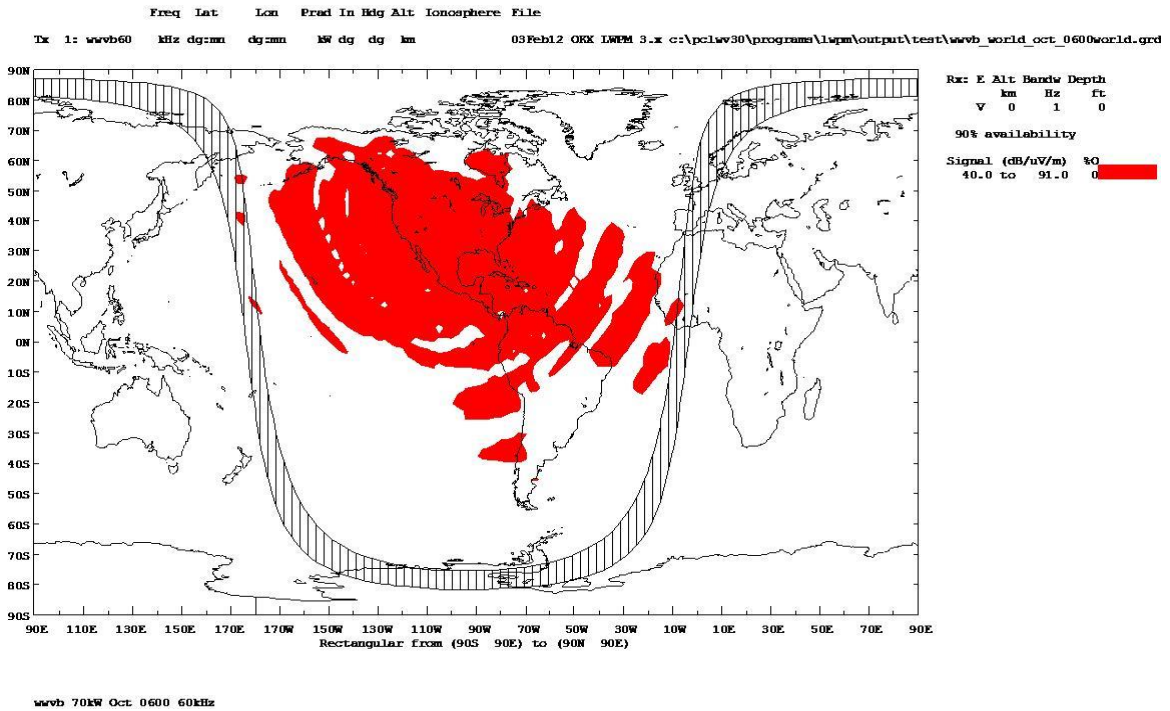 Freq Lat Lon Prad In Hdg Alt Ionosphere File
Tx 1: wwvb60 kHz dg:mn dg:mn kW dg dg km 03Feb12 OKK LWPM 3.x c:\pclwv30\programs\lwpm\output\test\wwvb_world_oct_0600world.grd
90N
80N
70N
60N
50N
40N
30N
20N
10N
0N
10S
20S
30S
40S
50S
60S
70S
80S
90S
90E 110E 130E 150E 170E 170W 150W 130W 110W 90W 70W 50W 30W 10W 10E 30E 50E 70E 90E
Rectangular from (90S 90E) to (90N 90E)
Rx: E Alt Bandw Depth
km Hz ft
V 0 1 0
90% availability
Signal (dB/uV/m) %O
40.0 to 91.0 0
wwvb 70kW Oct 0600 60kHz